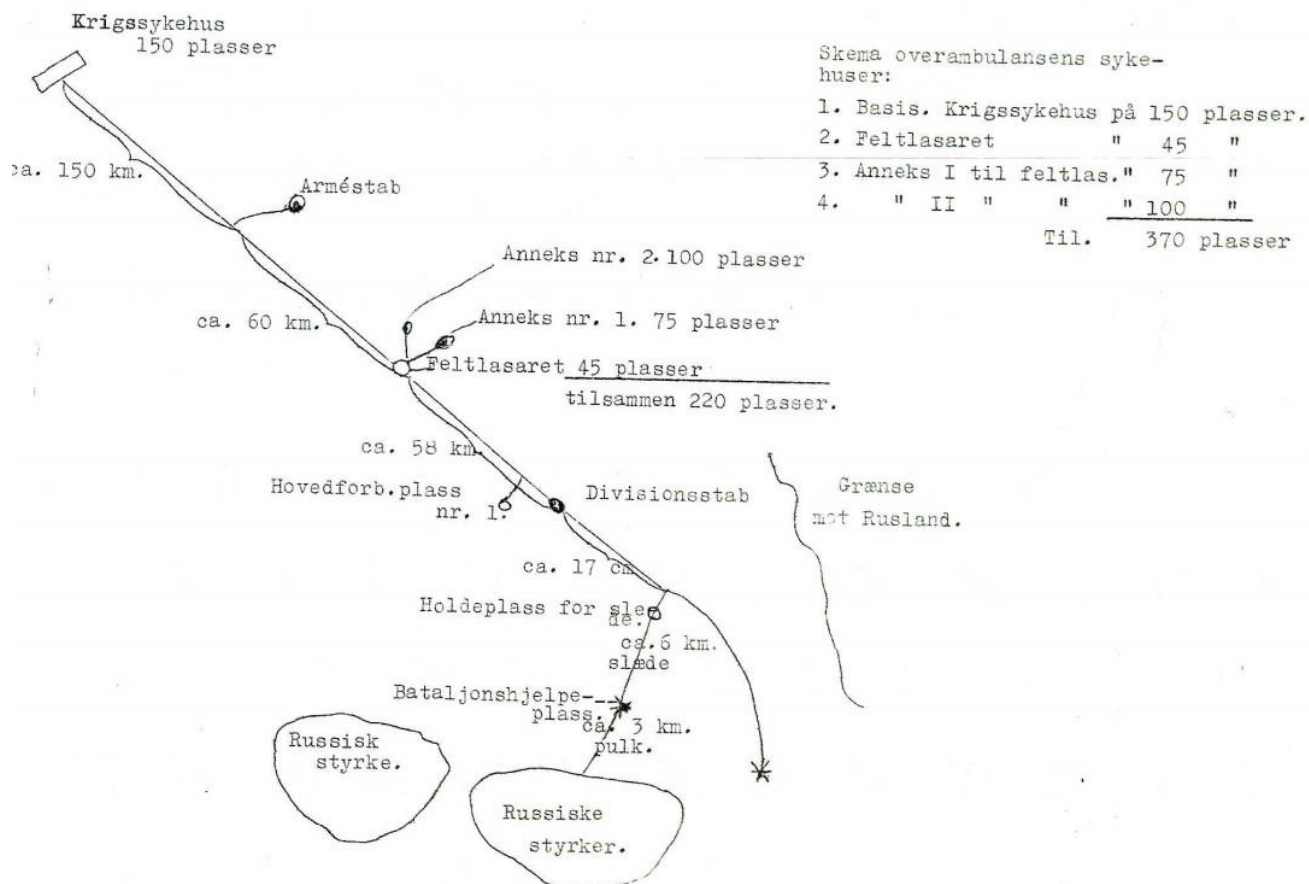 Krigssykehus
150 plasser
Skema overambulansens syke-
huser:
1. Basis. Krigssykehus på 150 plasser.
2. Feltlasaret " 45 "
3. Anneks I til feltlas." 75 "
4. " II " " " 100 "
Til. 370 plasser
ca. 150 km.
Arméstab
Anneks nr. 2.100 plasser
ca. 60 km.
Anneks nr. 1. 75 plasser
Feltlasaret 45 plasser
tilsammen 220 plasser.
ca. 58 km.
Hovedforb.plass
nr. 1.
Divisionsstab
Grænse
mot Rusland.
ca. 17 cm
Holdeplass for sle
de.
ca.6 km.
slæde
Bataljonshjelpe-
plass.
ca. 3 km.
pulk.
Russisk
styrke.
Russiske
styrker.